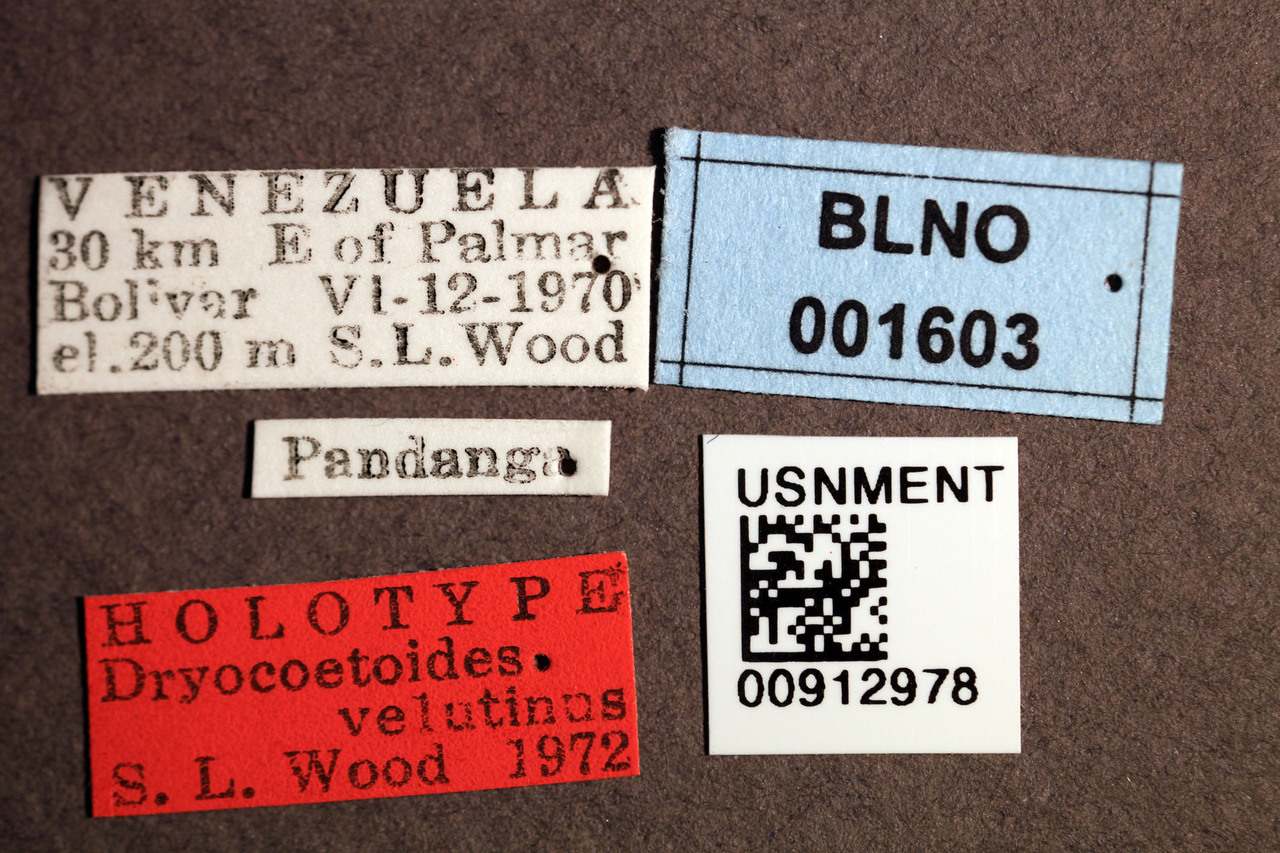 VENEZUELA
30 km E of Palmar
Bolivar VI-12-1970
el.200 m S.L.Wood
BLNO
001603
Pandanga
USNMENT
00912978
HOLOTYPE
Dryocoetoides
velutinus
S. L. Wood 1972